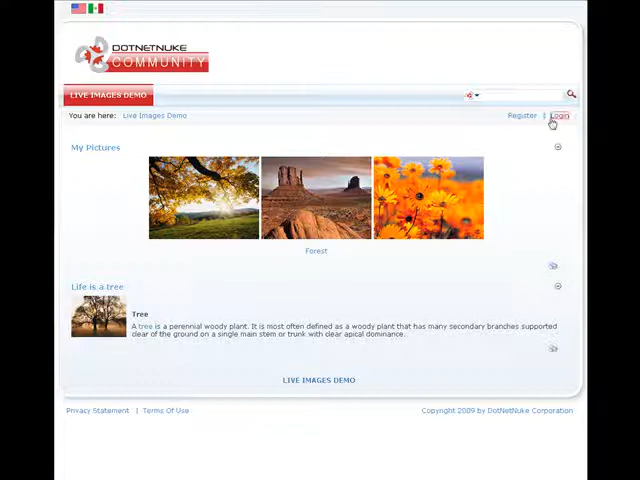 DOTNETNUKE
COMMUNITY
LIVE IMAGES DEMO
You are here: Live Images Demo
Register | Login
My Pictures
Forest
Life is a tree
Tree
A tree is a perennial woody plant. It is most often defined as a woody plant that has many secondary branches supported
clear of the ground on a single main stem or trunk with clear apical dominance.
LIVE IMAGES DEMO
Privacy Statement | Terms Of Use
Copyright 2009 by DotNetNuke Corporation